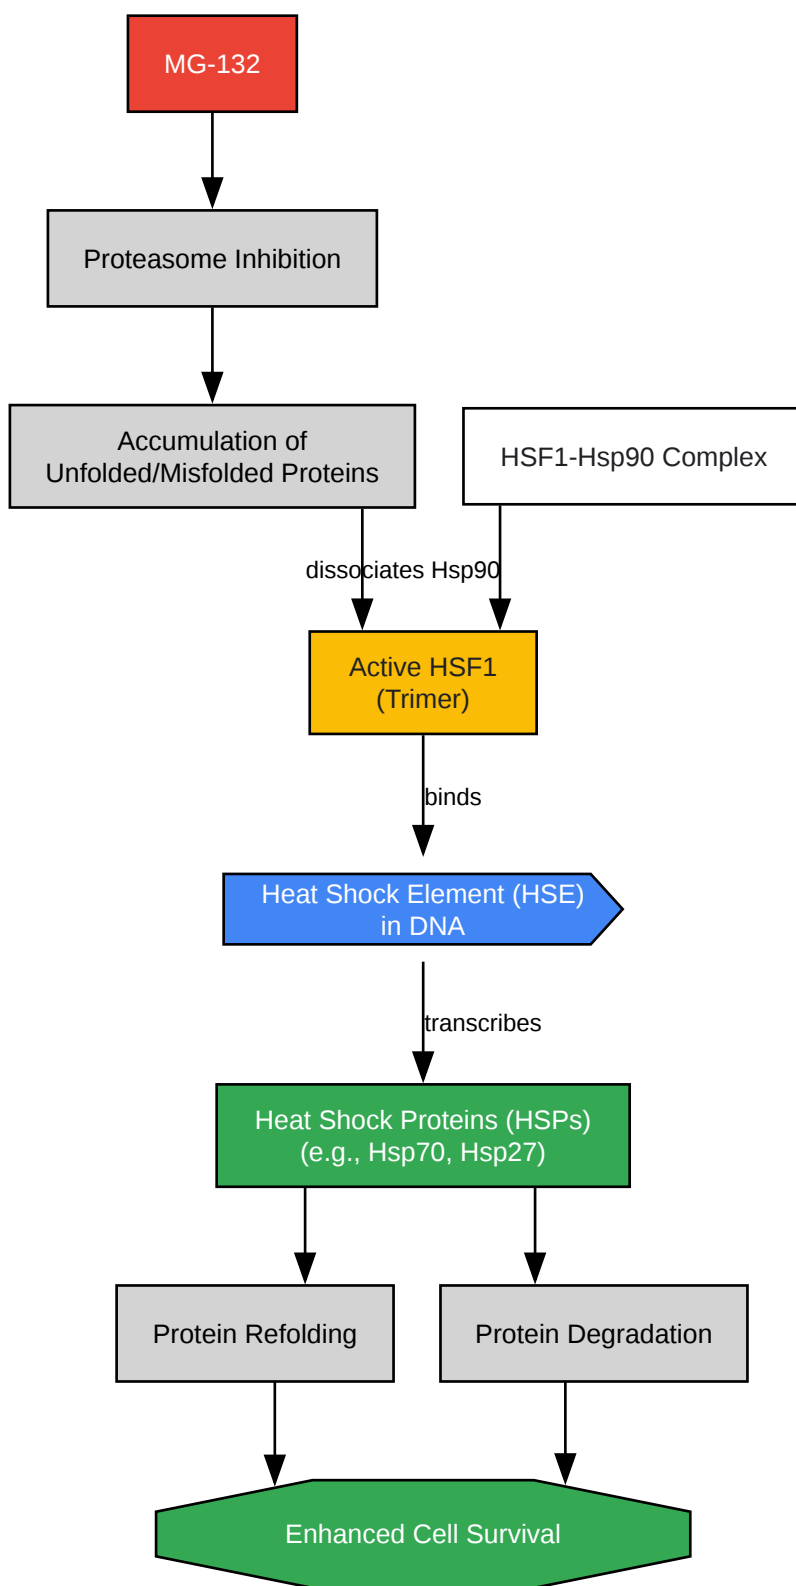 MG-132
Proteasome Inhibition
Accumulation of
Unfolded/Misfolded Proteins
HSF1-Hsp90 Complex
dissociates Hsp90
Active HSF1
(Trimer)
binds
Heat Shock Element (HSE)
in DNA
transcribes
Heat Shock Proteins (HSPs)
(e.g., Hsp70, Hsp27)
Protein Refolding
Protein Degradation
Enhanced Cell Survival